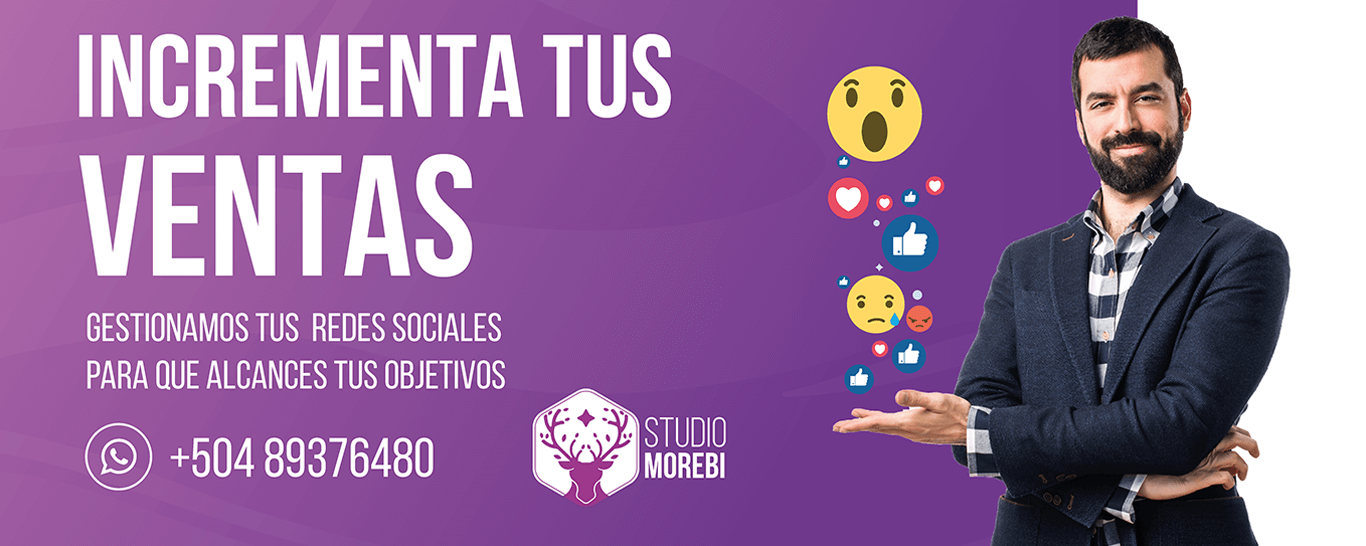 INCREMENTA TUS
VENTAS
GESTIONAMOS TUS REDES SOCIALES
PARA QUE ALCANCES TUS OBJETIVOS
+504 89376480
STUDIO
MOREBI